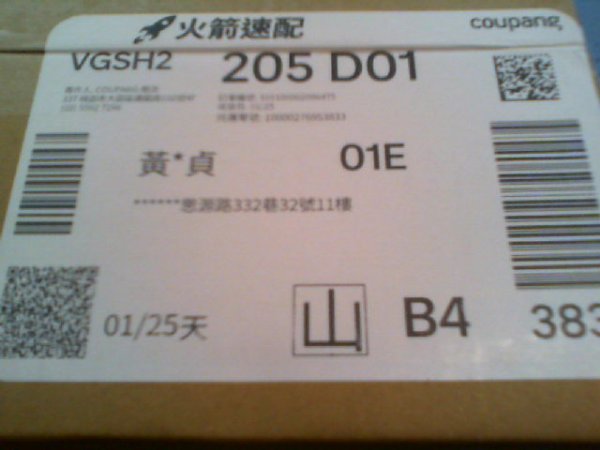 火箭速配
coupang
VGSH2
205 D01
黃*貞
01E
******思源路332巷32號11樓
01/25天
山
B4
383